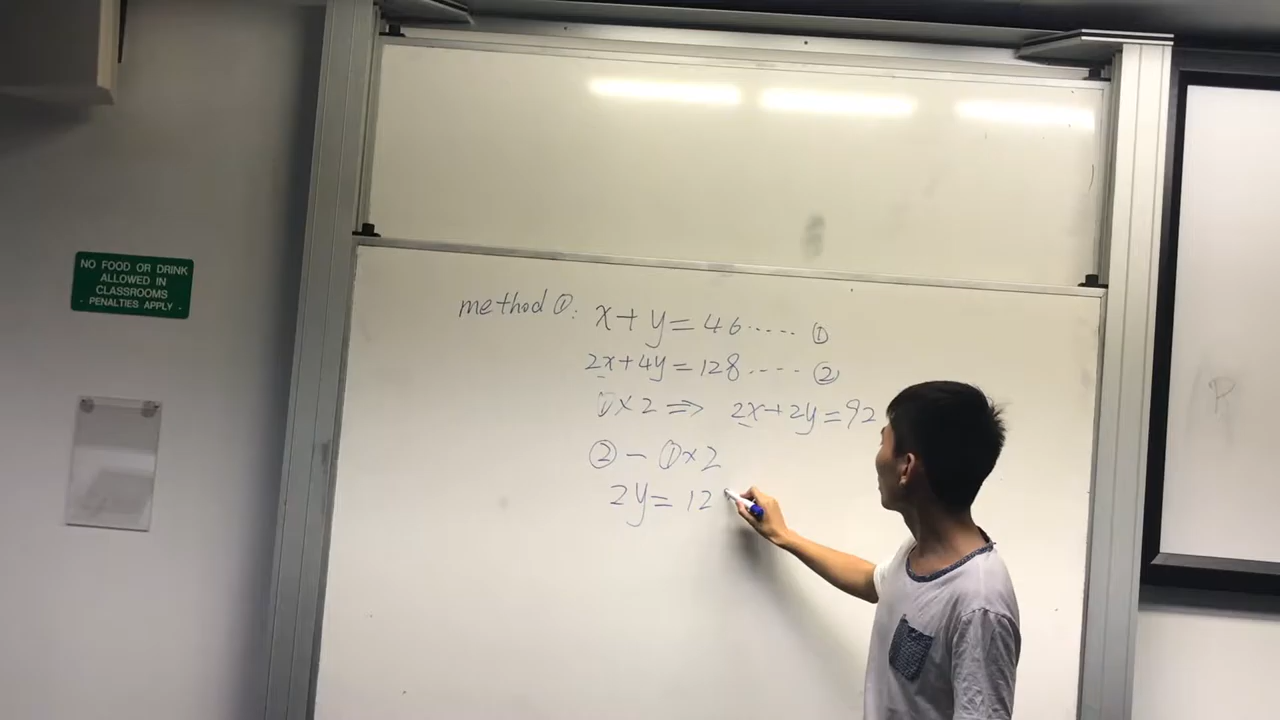 NO FOOD OR DRINK
ALLOWED IN
CLASSROOMS
PENALTIES APPLY
method ①: x+y=46..... ①
2x+4y=128.... ②
①×2 ⇒ 2x+2y=92
②-①×2
2y=12
P